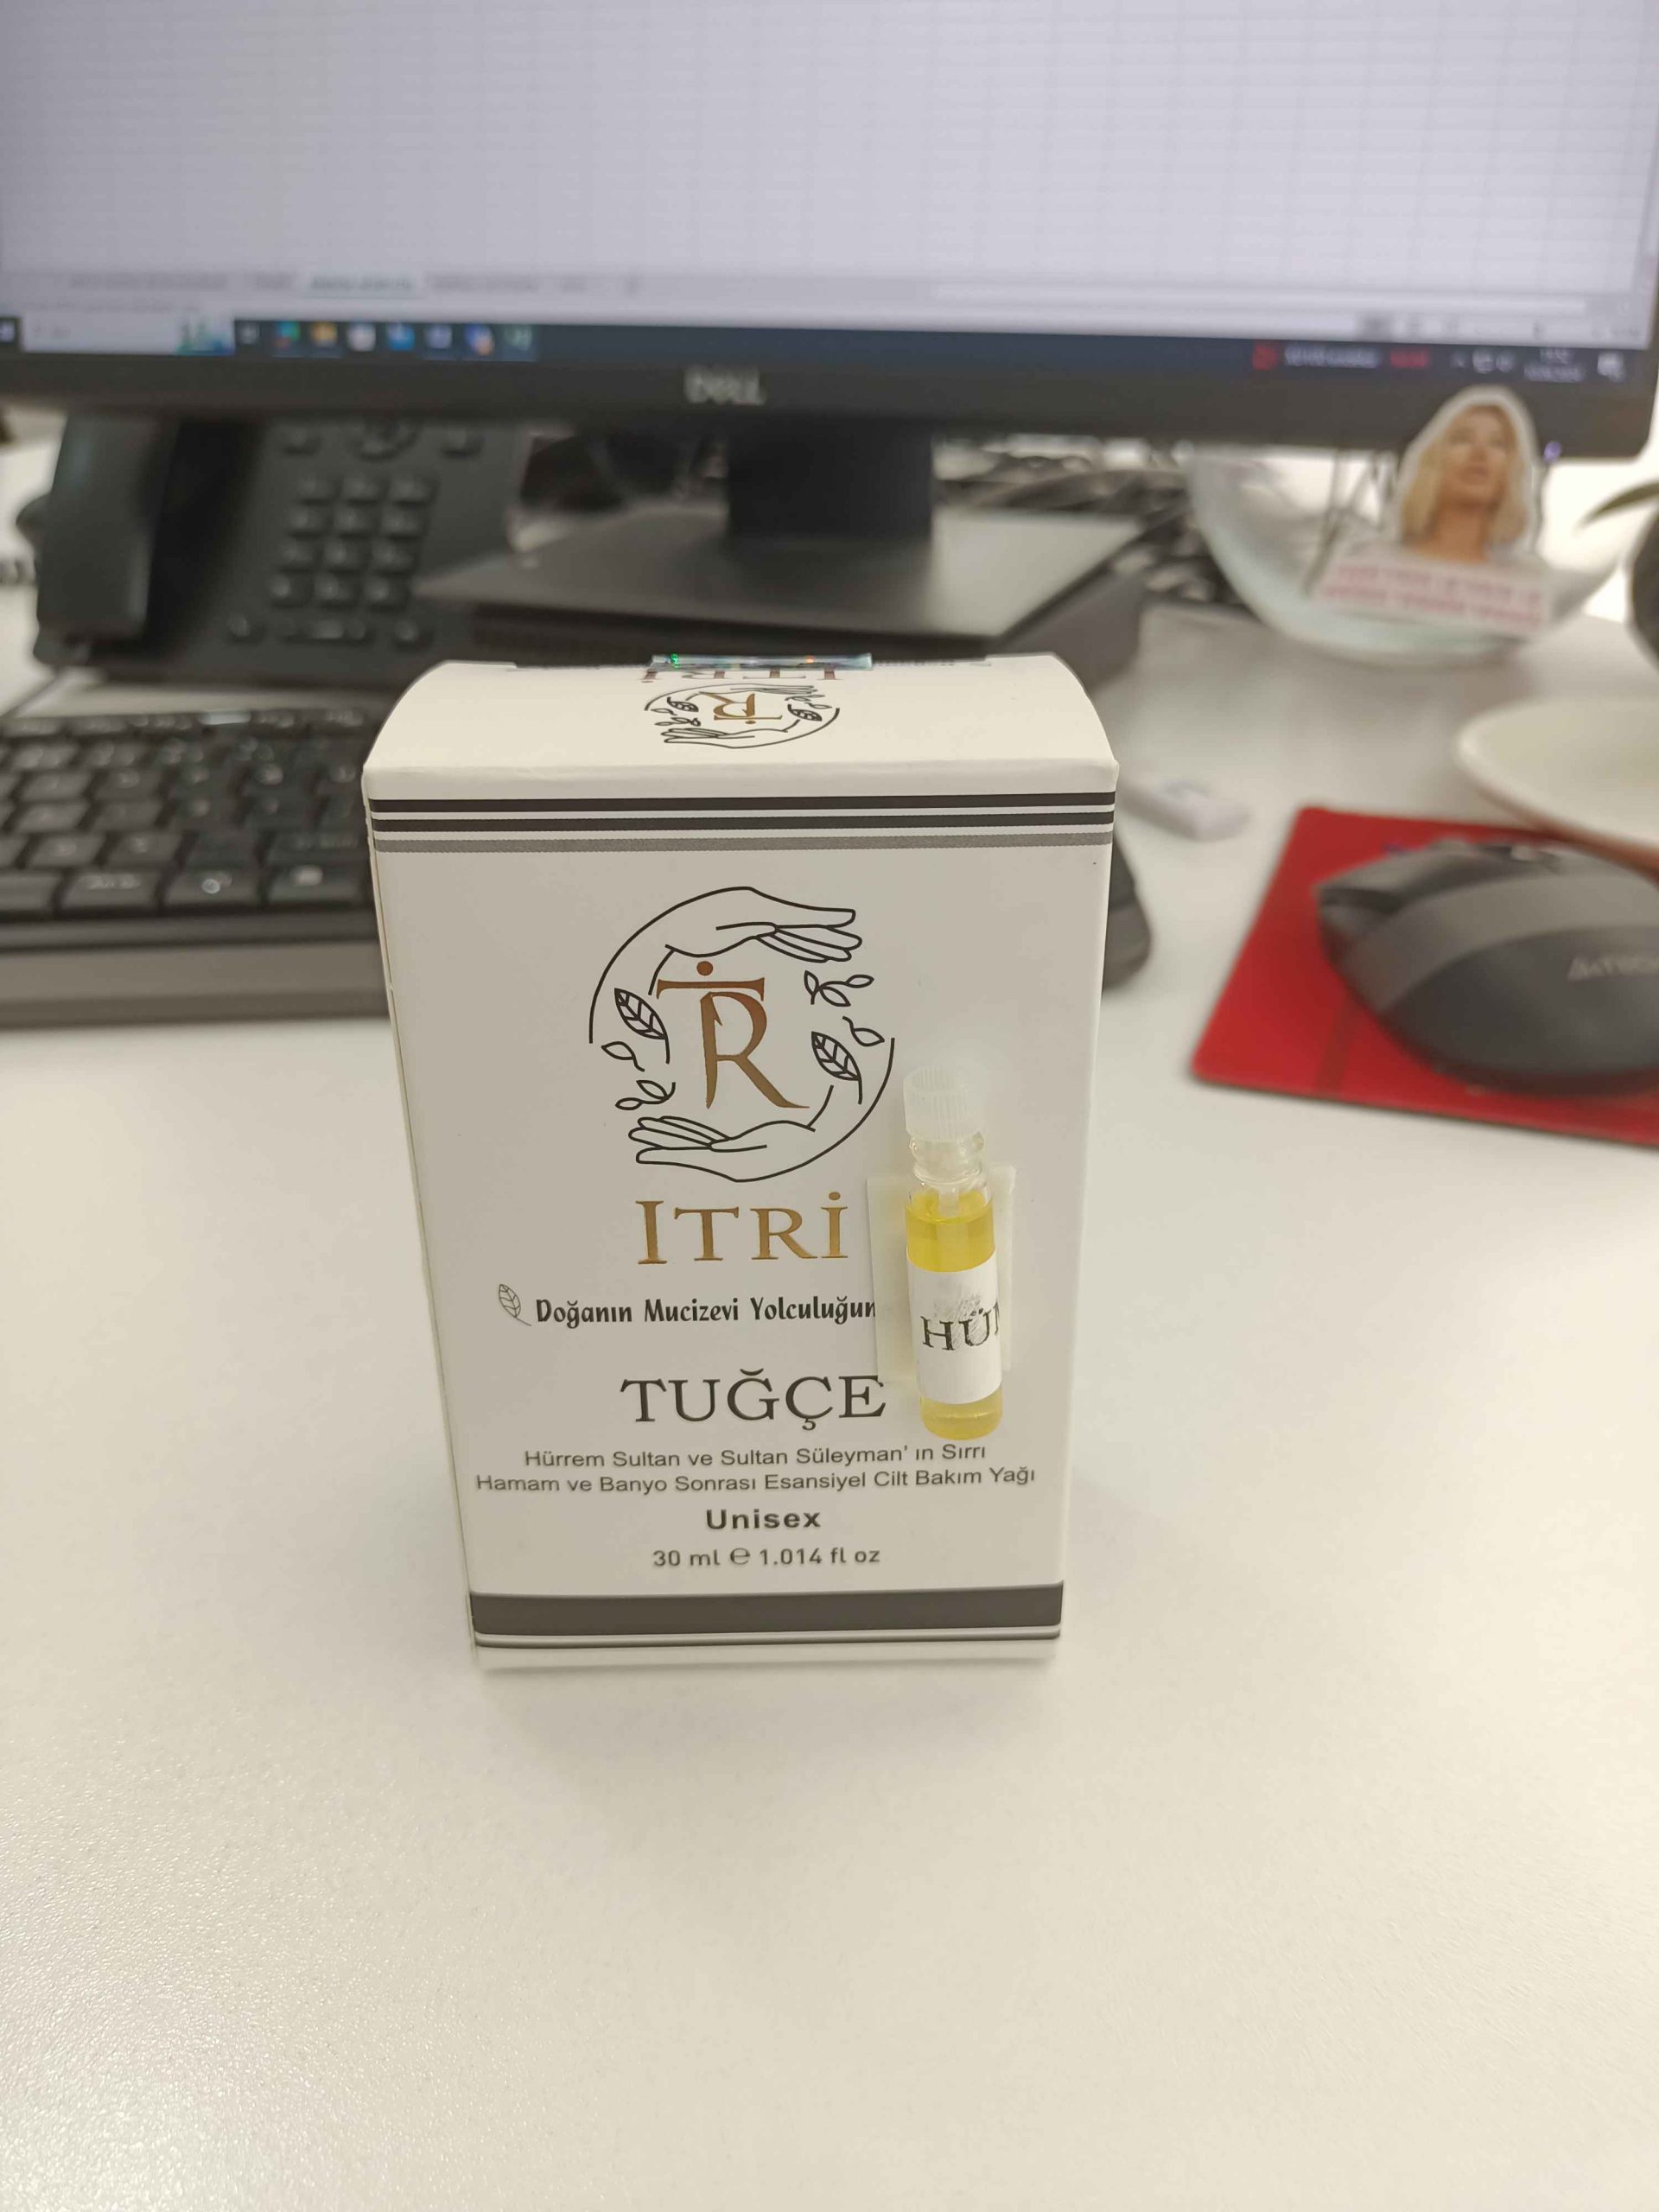 DELL
ITRİ
Doğanın Mucizevi Yolculuğun
HÜ
TUĞÇE
Hürrem Sultan ve Sultan Süleyman' ın Sırrı
Hamam ve Banyo Sonrası Esansiyel Cilt Bakım Yağı
Unisex
30 ml ℮ 1.014 fl oz